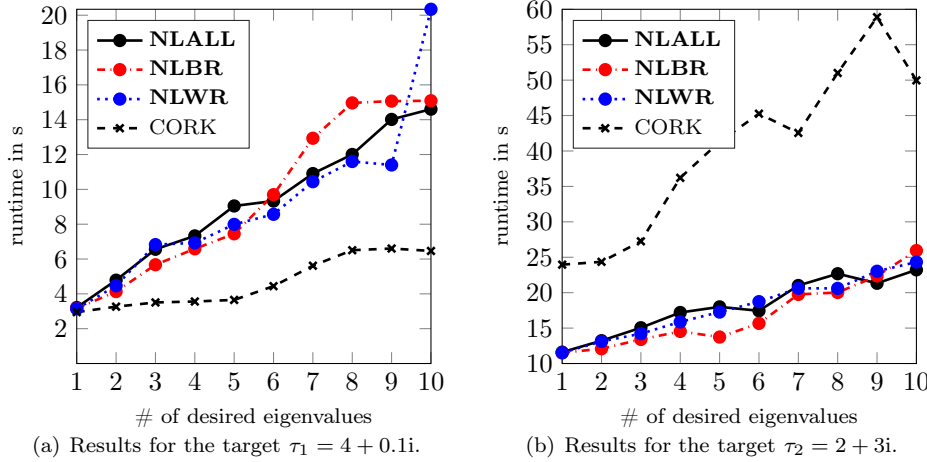 20
18
16
14
12
10
8
6
4
2
runtime in s
NLALL
NLBR
NLWR
CORK
1 2 3 4 5 6 7 8 9 10
# of desired eigenvalues
(a) Results for the target τ₁ = 4 + 0.1i.
60
55
50
45
40
35
30
25
20
15
10
runtime in s
NLALL
NLBR
NLWR
CORK
1 2 3 4 5 6 7 8 9 10
# of desired eigenvalues
(b) Results for the target τ₂ = 2 + 3i.